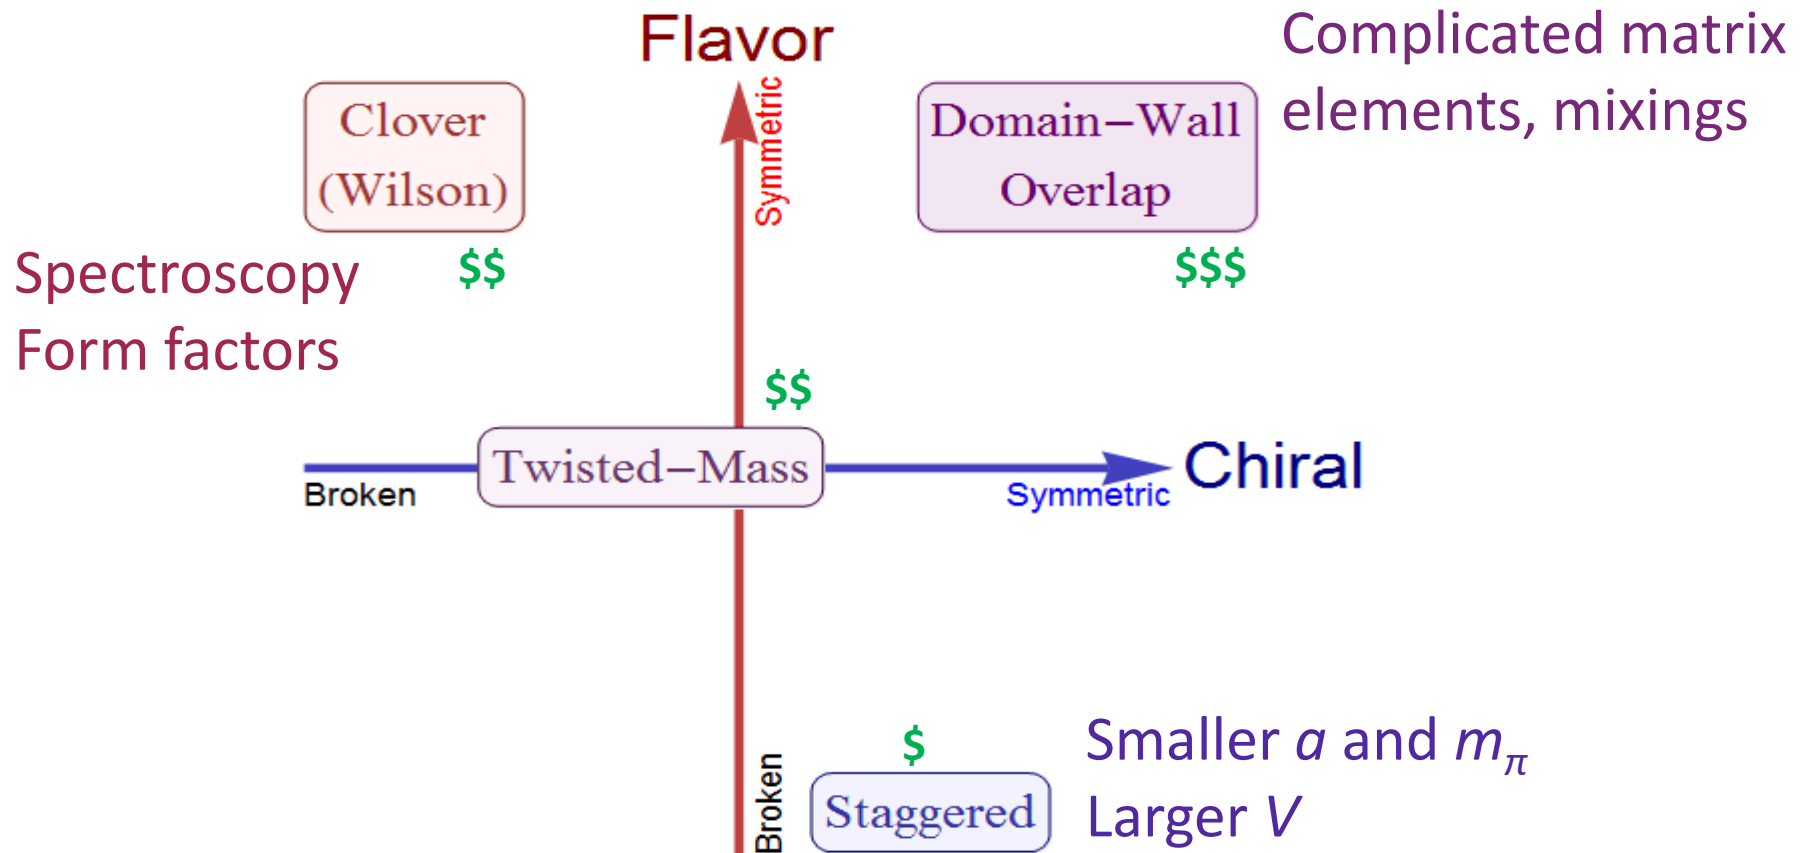 Flavor
Symmetric
Clover
(Wilson)
$$
Spectroscopy
Form factors
Domain–Wall
Overlap
$$$
Complicated matrix
elements, mixings
$$
Twisted–Mass
Broken
Symmetric
Chiral
Broken
$
Staggered
Smaller a and mπ
Larger V